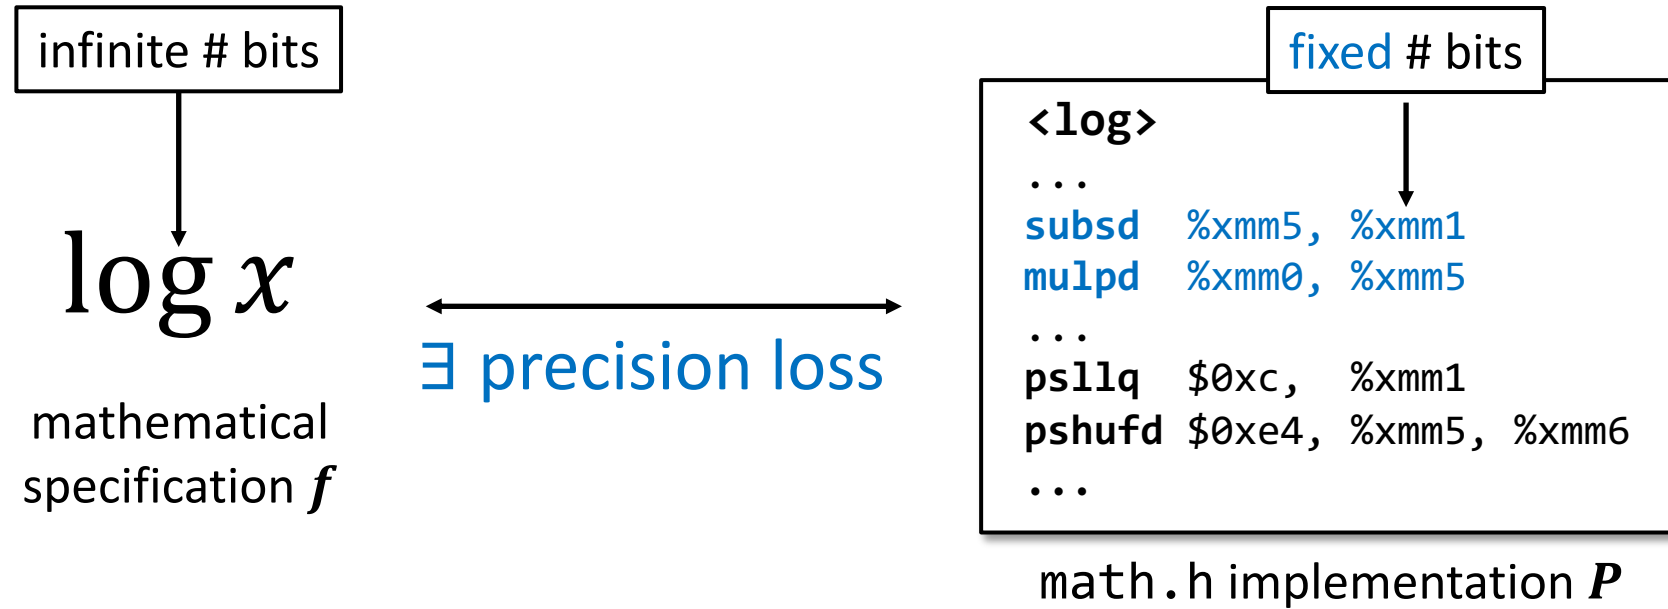 infinite # bits
log x
mathematical
specification f
∃ precision loss
fixed # bits
<log>
...
subsd %xmm5, %xmm1
mulpd %xmm0, %xmm5
...
psllq $0xc, %xmm1
pshufd $0xe4, %xmm5, %xmm6
...
math.h implementation P